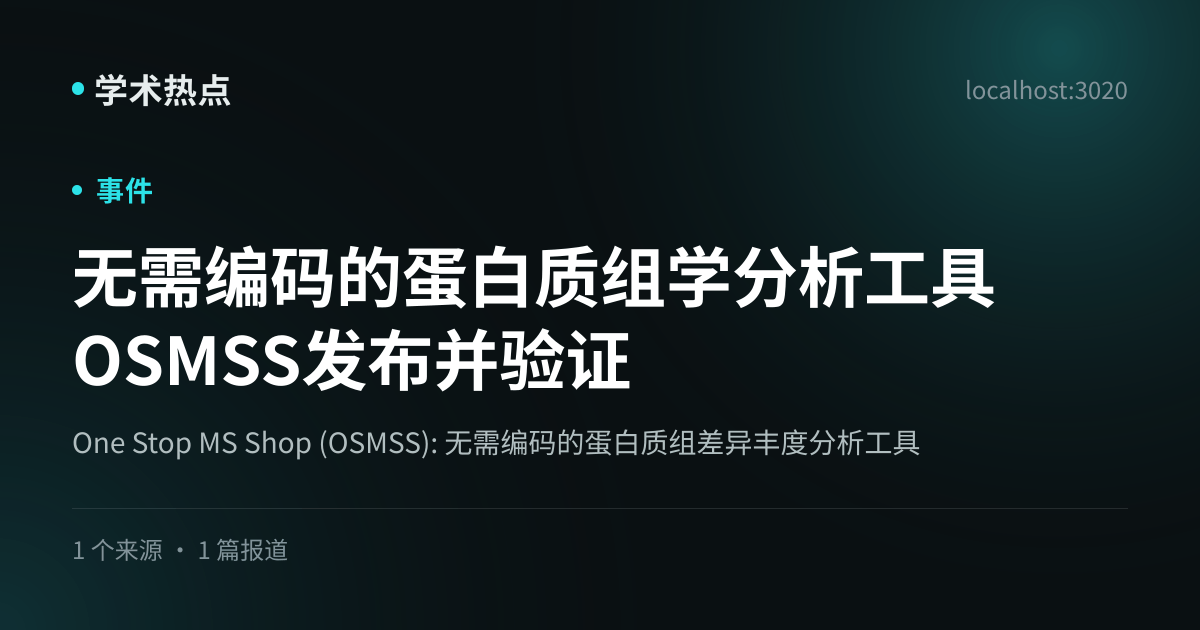 学术热点
localhost:3020
事件
无需编码的蛋白质组学分析工具
OSMSS发布并验证
One Stop MS Shop (OSMSS): 无需编码的蛋白质组差异丰度分析工具
1 个来源 · 1 篇报道